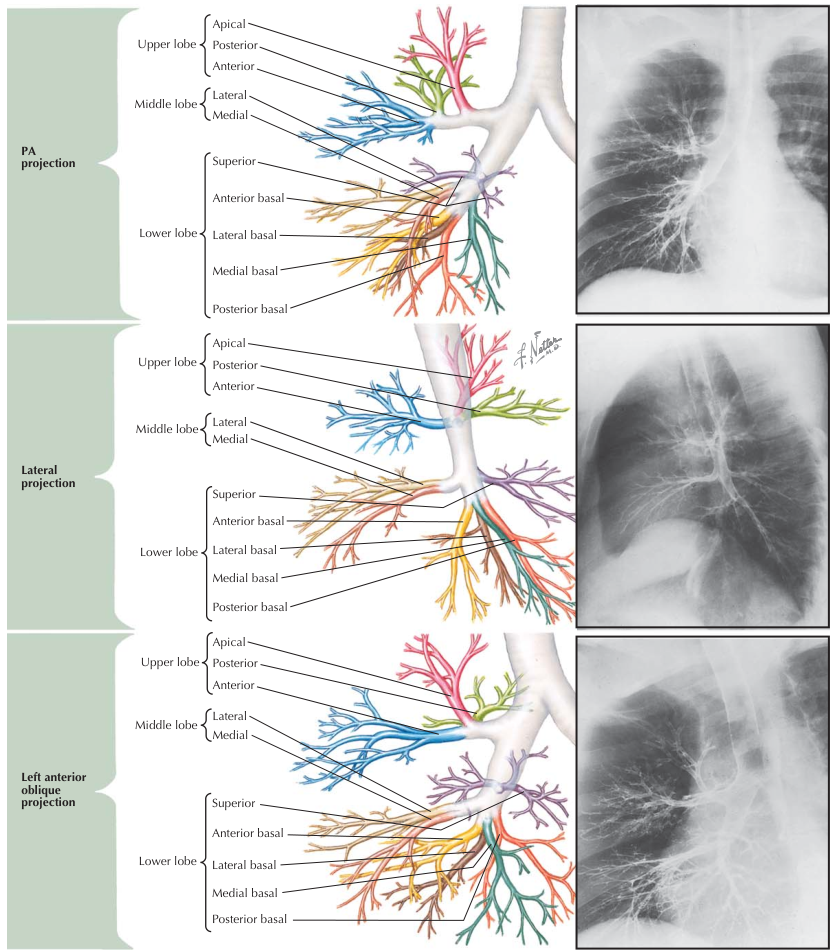 PA
projection
Upper lobe
Apical
Posterior
Anterior
Middle lobe
Lateral
Medial
Lower lobe
Superior
Anterior basal
Lateral basal
Medial basal
Posterior basal
Lateral
projection
Upper lobe
Apical
Posterior
Anterior
Middle lobe
Lateral
Medial
Lower lobe
Superior
Anterior basal
Lateral basal
Medial basal
Posterior basal
F. Netter
M.D.
Left anterior
oblique
projection
Upper lobe
Apical
Posterior
Anterior
Middle lobe
Lateral
Medial
Lower lobe
Superior
Anterior basal
Lateral basal
Medial basal
Posterior basal